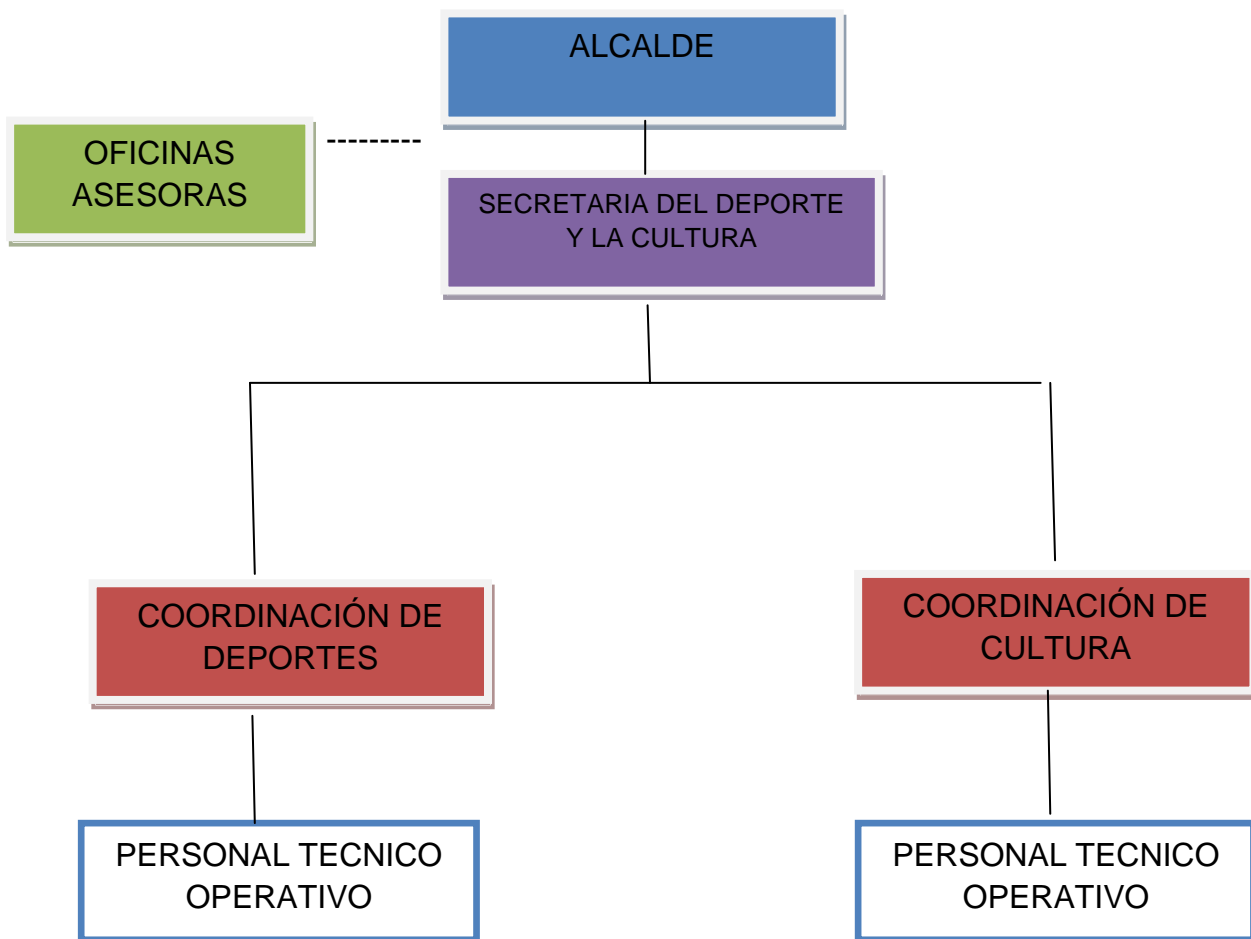 ALCALDE
OFICINAS
ASESORAS
---------
SECRETARIA DEL DEPORTE
Y LA CULTURA
COORDINACIÓN DE
DEPORTES
COORDINACIÓN DE
CULTURA
PERSONAL TECNICO
OPERATIVO
PERSONAL TECNICO
OPERATIVO